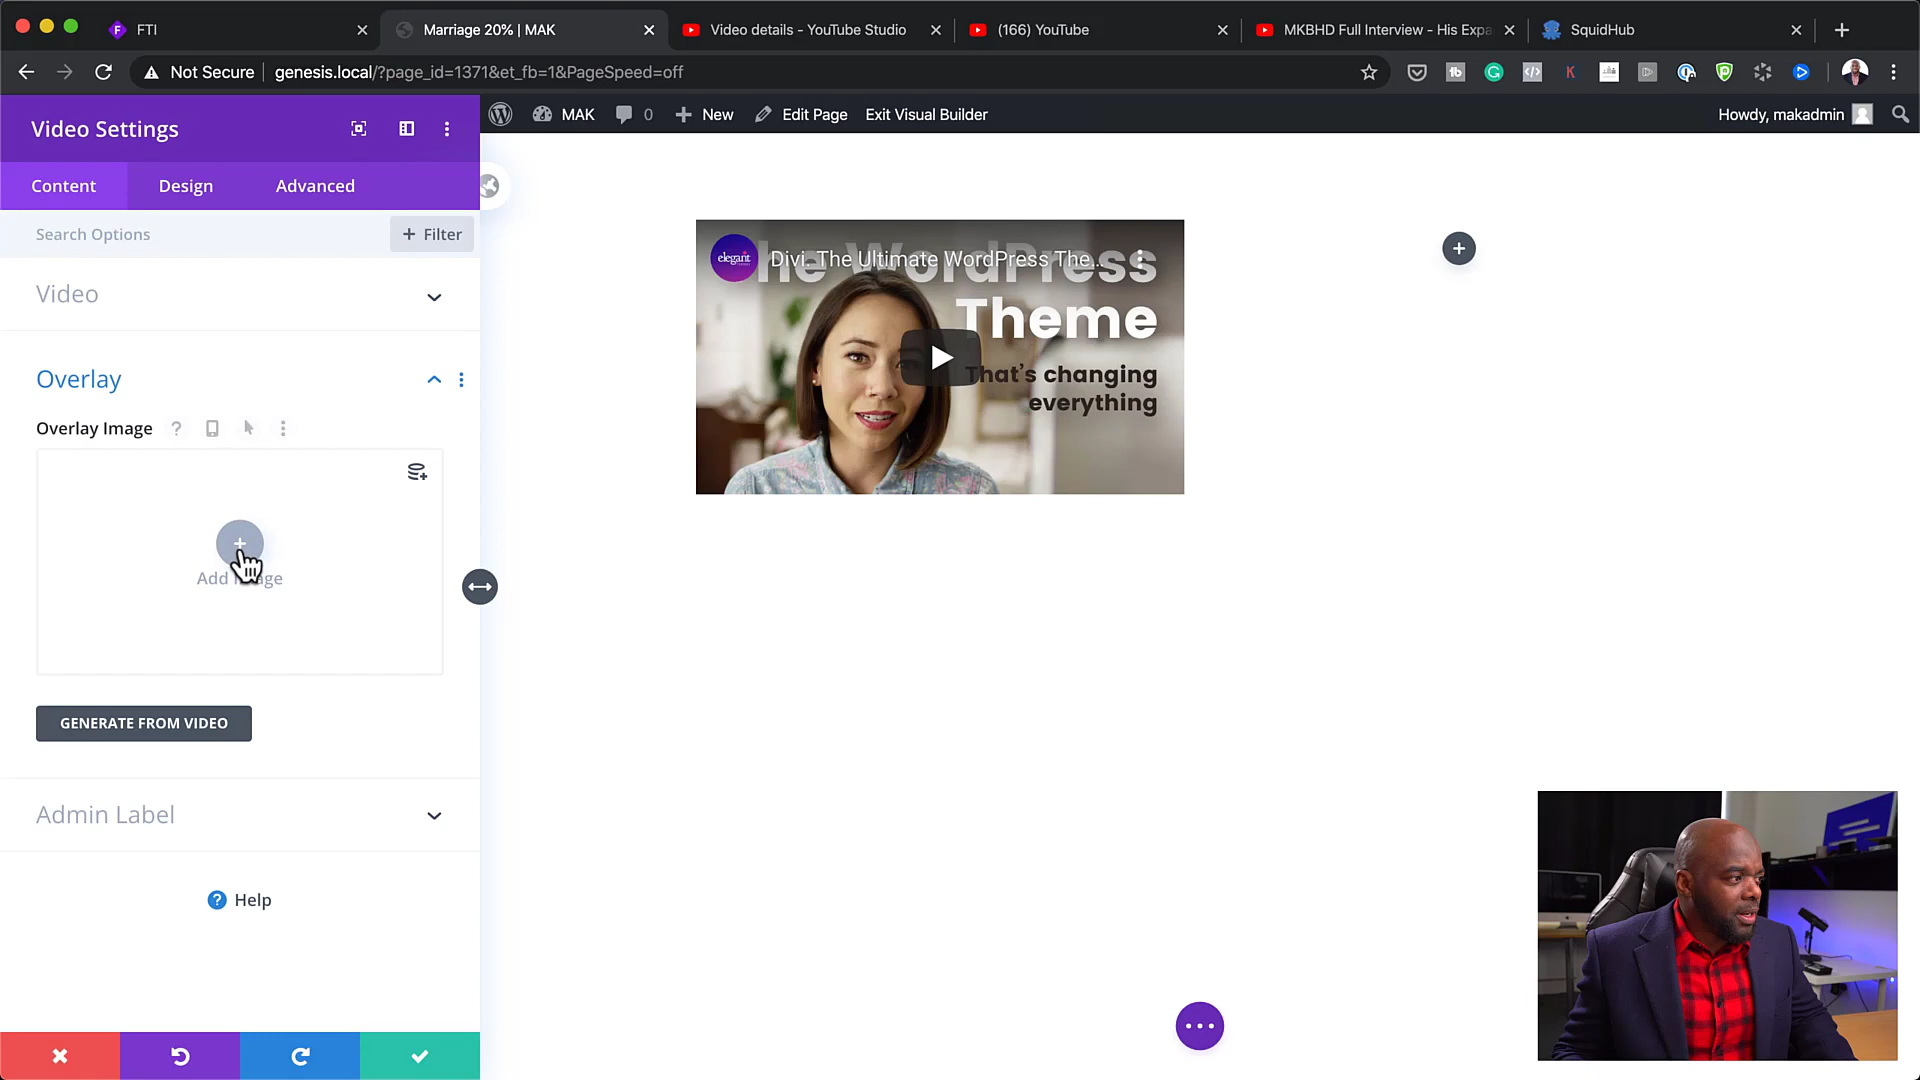 FTI
Marriage 20% | MAK
Video details - YouTube Studio
(166) YouTube
MKBHD Full Interview - His Expa
SquidHub
Not Secure
genesis.local/?page_id=1371&et_fb=1&PageSpeed=off
Video Settings
MAK
0
New
Edit Page
Exit Visual Builder
Howdy, makadmin
Content
Design
Advanced
Search Options
+ Filter
Video
elegant
Divi. The Ultimate WordPress The...
he WordPress
Theme
That's changing
everything
Overlay
Overlay Image
Add
GENERATE FROM VIDEO
Admin Label
Help